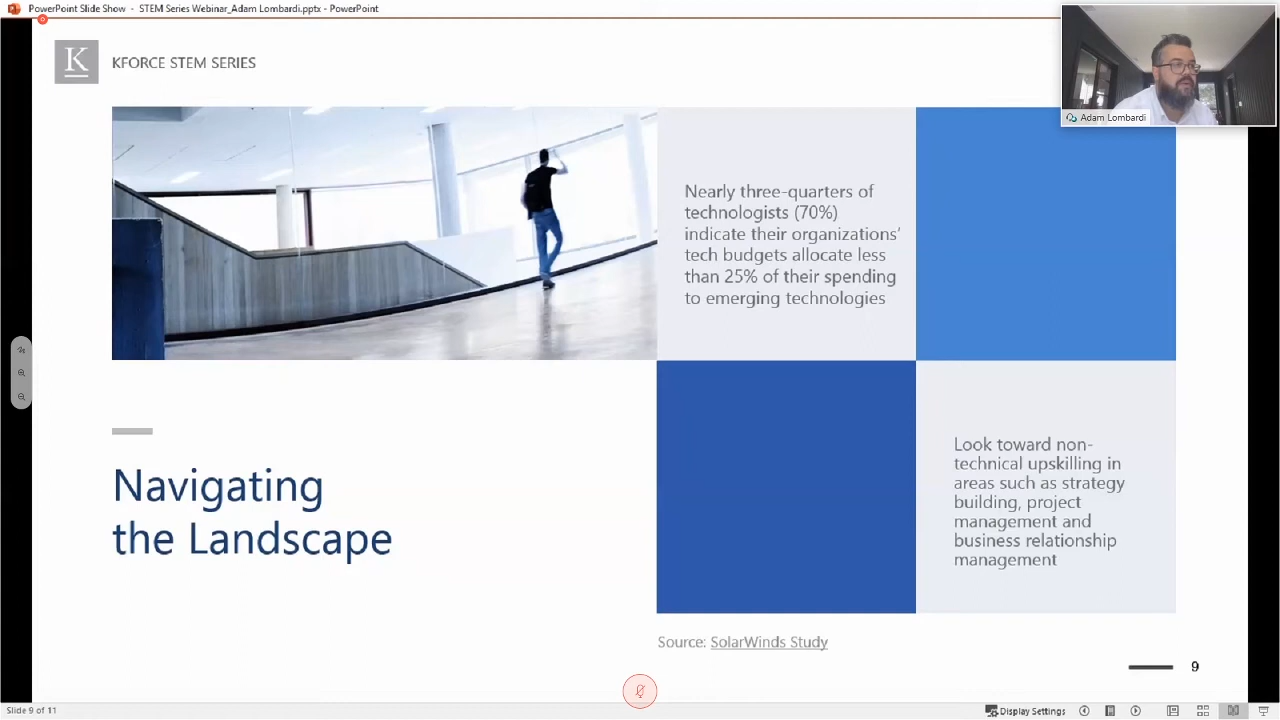 PowerPoint Slide Show - STEM Series Webinar_Adam Lombardi.pptx - PowerPoint
K
KFORCE STEM SERIES
Adam Lombardi
Nearly three-quarters of
technologists (70%)
indicate their organizations’
tech budgets allocate less
than 25% of their spending
to emerging technologies
Navigating
the Landscape
Look toward non-
technical upskilling in
areas such as strategy
building, project
management and
business relationship
management
Source: SolarWinds Study
9
Slide 9 of 11
Display Settings